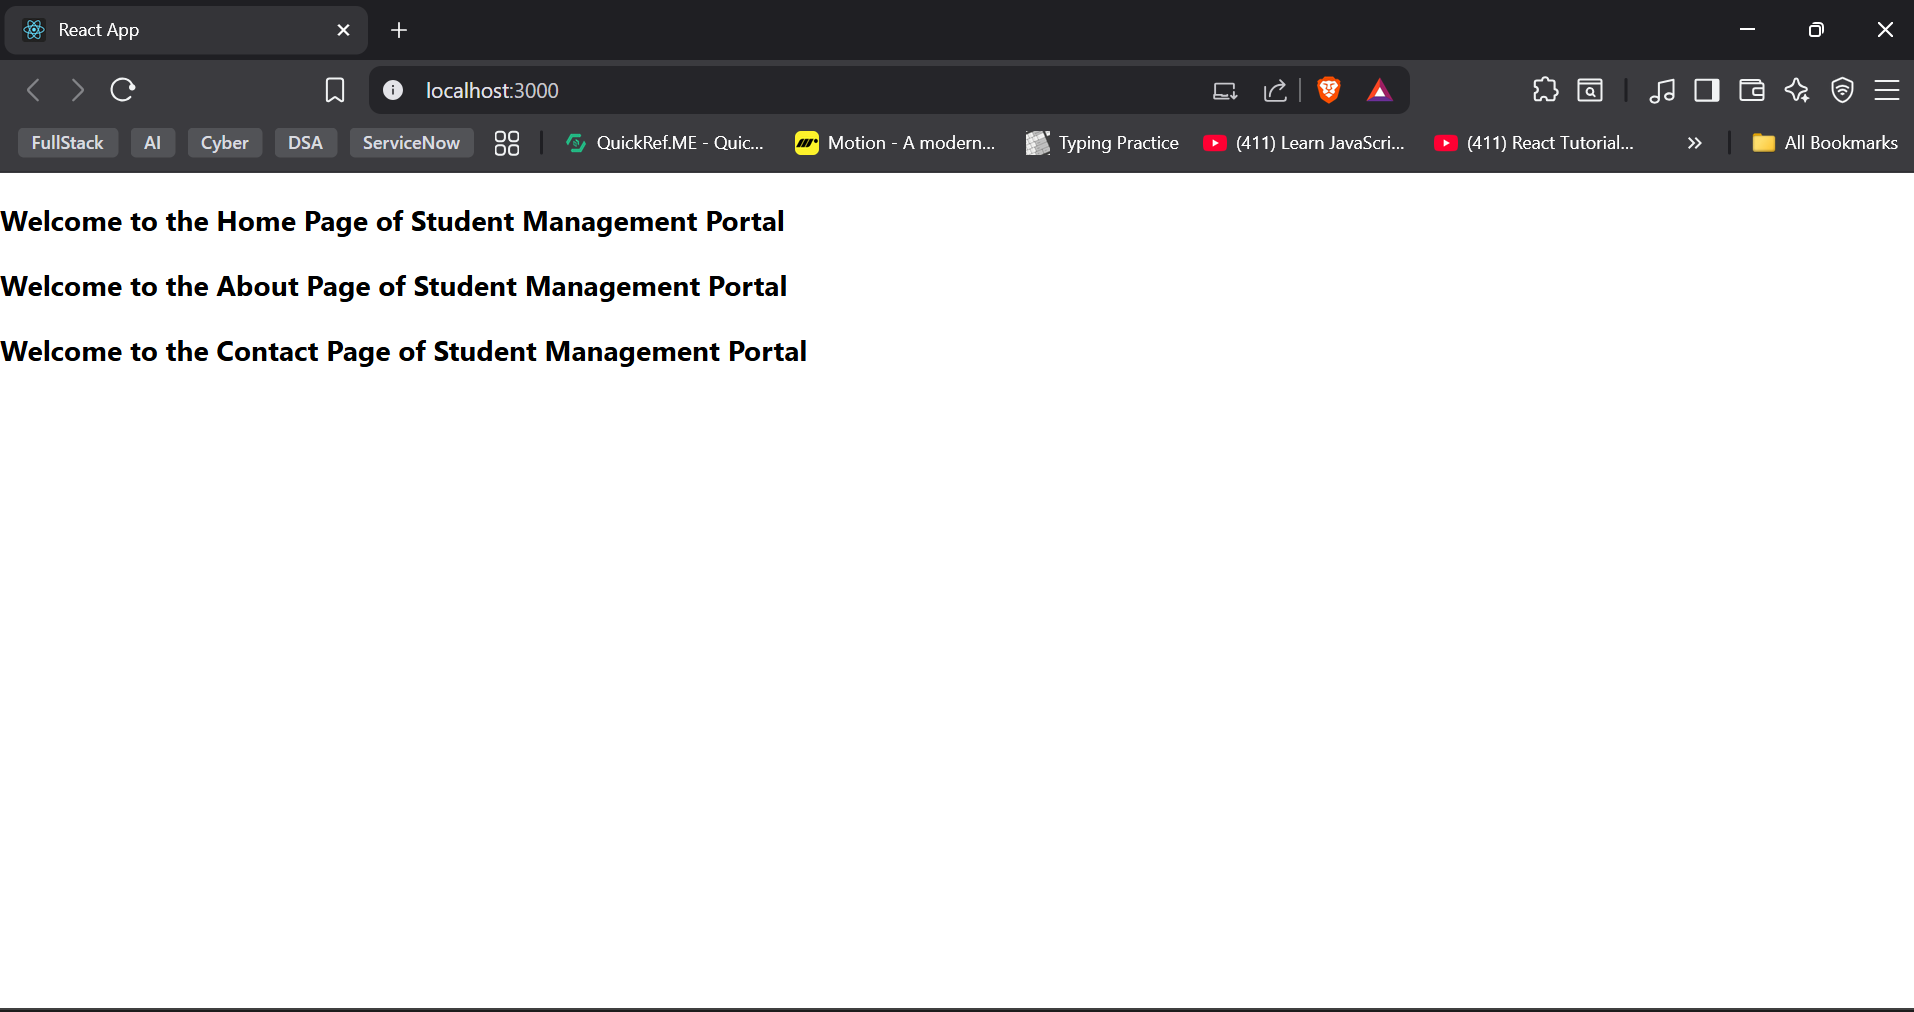 React App
localhost:3000
FullStack AI Cyber DSA ServiceNow QuickRef.ME - Quic... Motion - A modern... Typing Practice (411) Learn JavaScri... (411) React Tutorial... All Bookmarks
Welcome to the Home Page of Student Management Portal
Welcome to the About Page of Student Management Portal
Welcome to the Contact Page of Student Management Portal